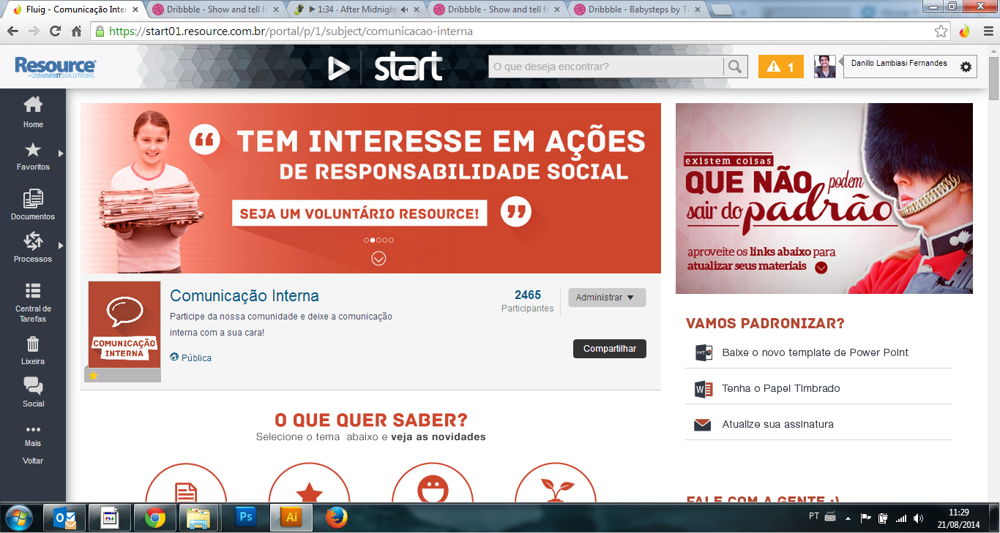 Fluig - Comunicação Inter
Dribbble - Show and tell fo
▶ 1:34 · After Midnight
Dribbble - Show and tell fo
Dribbble - Babysteps by Ti
https://start01.resource.com.br/portal/p/1/subject/comunicacao-interna
Resource
IT SOLUTIONS
start
O que deseja encontrar?
1
Danillo Lambiasi Fernandes
Home
Favoritos
Documentos
Processos
Central de
Tarefas
Lixeira
Social
Mais
Voltar
TEM INTERESSE EM AÇÕES
DE RESPONSABILIDADE SOCIAL
SEJA UM VOLUNTÁRIO RESOURCE!
existem coisas
QUE NÃO podem
sair do padrão
aproveite os links abaixo para
atualizar seus materiais
COMUNICAÇÃO
INTERNA
Comunicação Interna
Participe da nossa comunidade e deixe a comunicação
interna com a sua cara!
Pública
2465
Participantes
Administrar ▼
Compartilhar
VAMOS PADRONIZAR?
PPT
Baixe o novo template de Power Point
W
Tenha o Papel Timbrado
Atualize sua assinatura
O QUE QUER SABER?
Selecione o tema abaixo e veja as novidades
FALE COM A GENTE :)
Ps
Ai
PT
11:29
21/08/2014